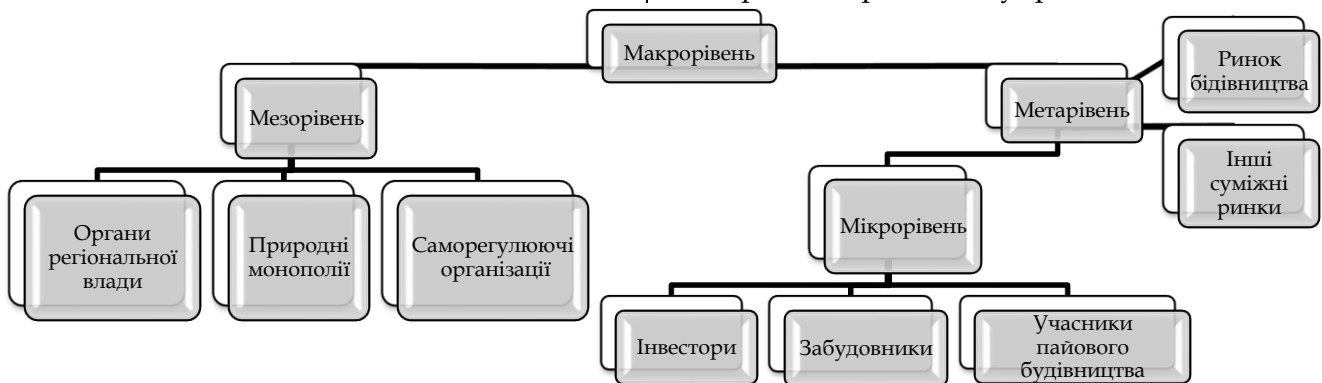 Макрорівень
Мезорівень
Метарівень
Ринок
бідівництва
Інші
суміжні
ринки
Органи
регіональної
влади
Природні
монополії
Саморегулюючі
організації
Мікрорівень
Інвестори
Забудовники
Учасники
пайового
будівництва